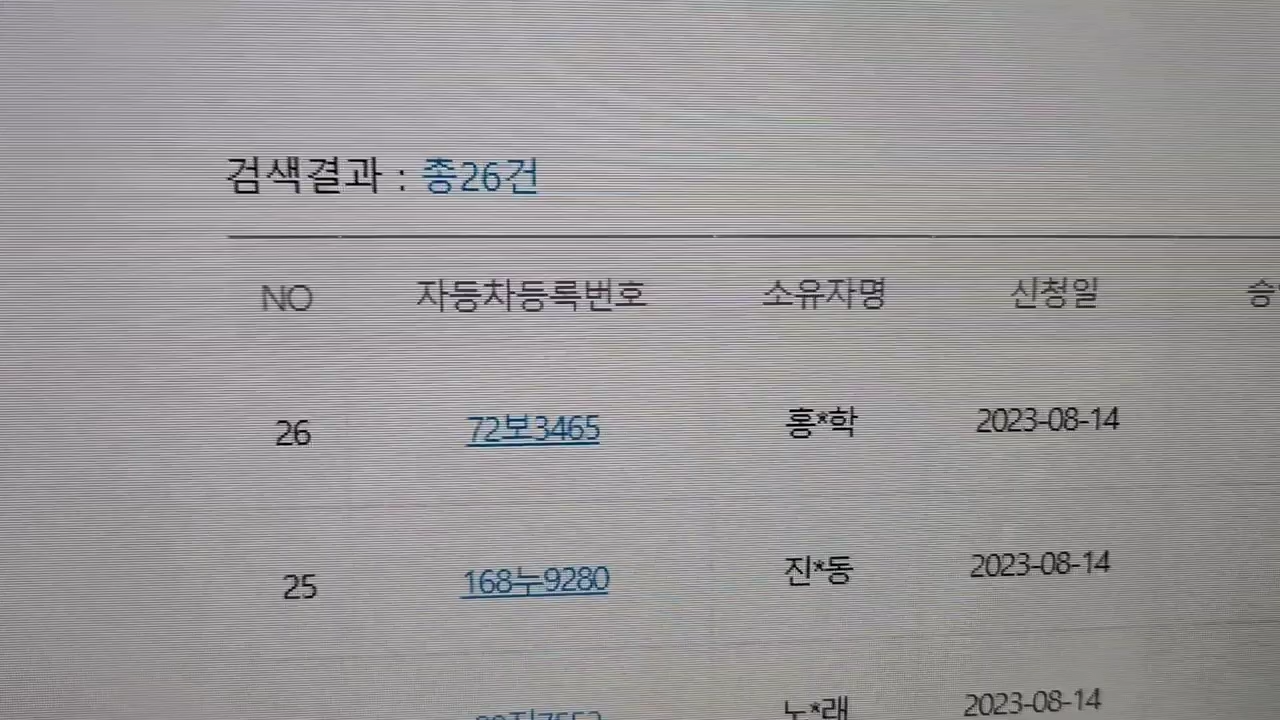 검색결과 : 총26건
NO 자동차등록번호 소유자명 신청일
26 72보3465 홍*학 2023-08-14
25 168누9280 진*동 2023-08-14
노*래 2023-08-14